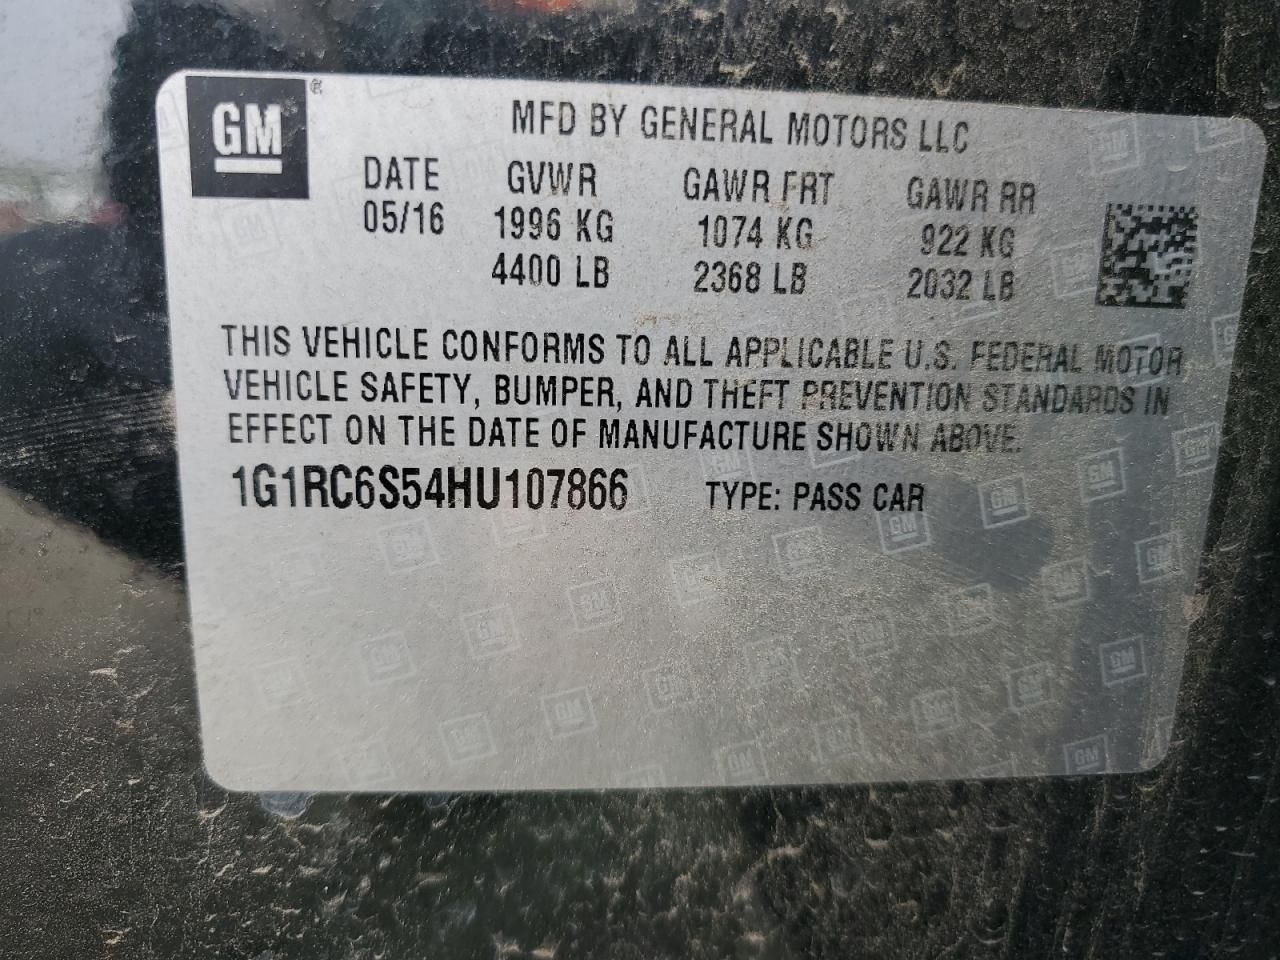 GM®
MFD BY GENERAL MOTORS LLC
DATE GVWR GAWR FRT GAWR RR
05/16 1996 KG 1074 KG 922 KG
4400 LB 2368 LB 2032 LB
THIS VEHICLE CONFORMS TO ALL APPLICABLE U.S. FEDERAL MOTOR
VEHICLE SAFETY, BUMPER, AND THEFT PREVENTION STANDARDS IN
EFFECT ON THE DATE OF MANUFACTURE SHOWN ABOVE.
1G1RC6S54HU107866 TYPE: PASS CAR